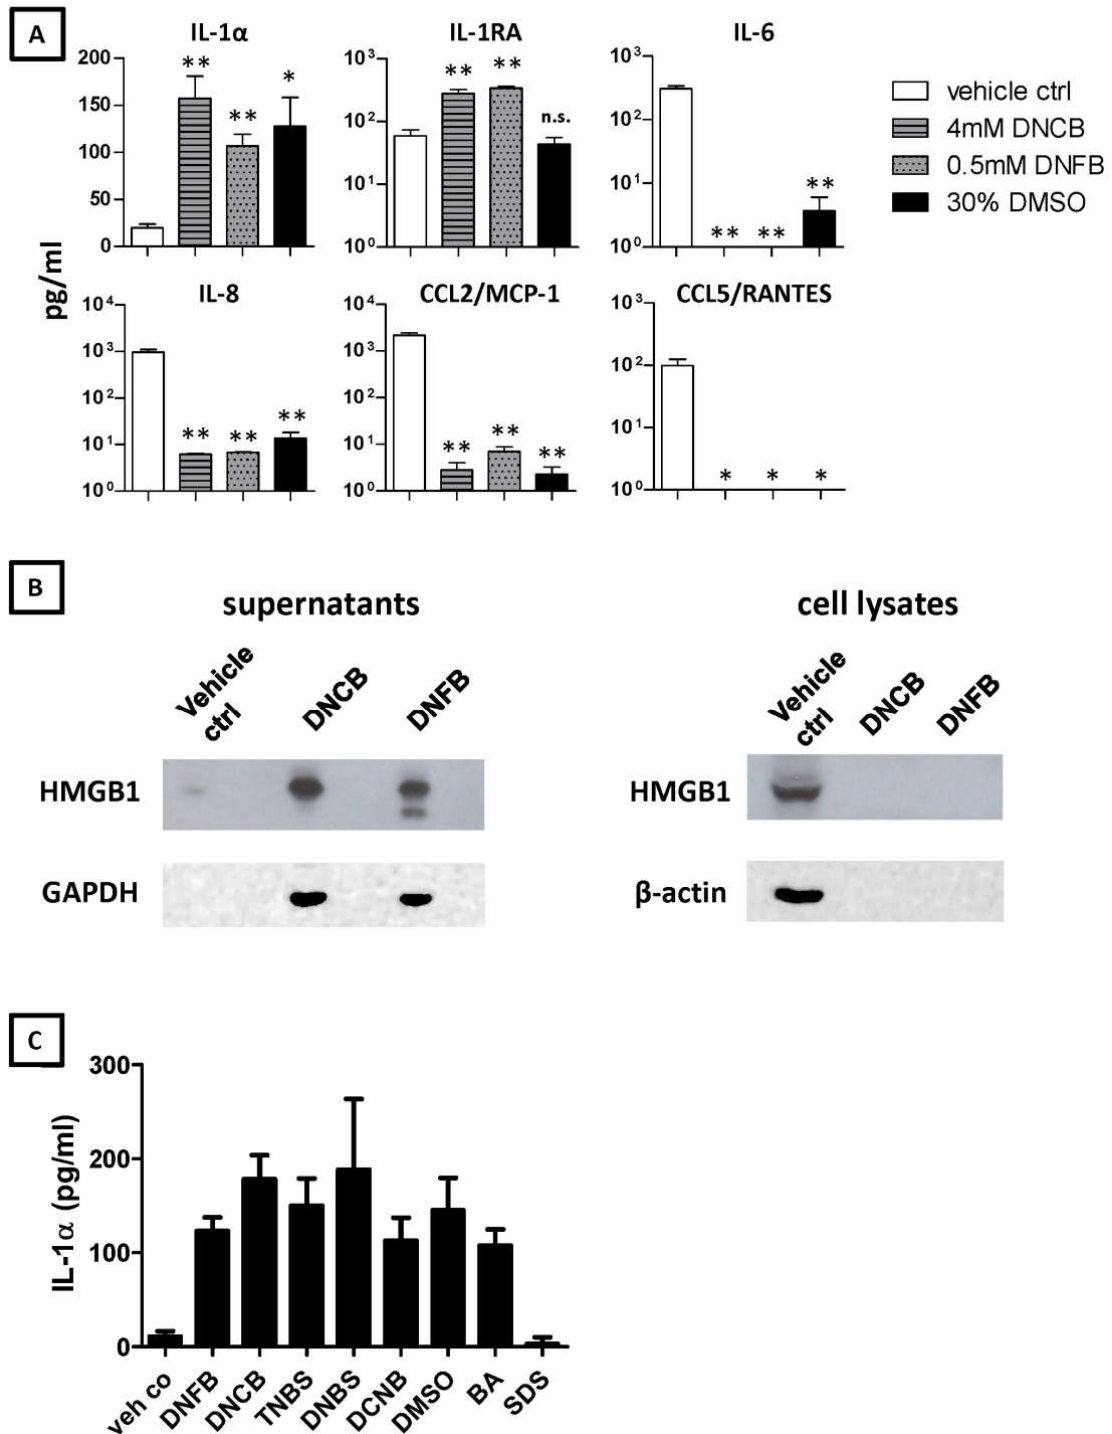 A
IL-1α
IL-1RA
IL-6
200
150
100
50
0
10³
10²
10¹
10⁰
10³
10²
10¹
10⁰
**
**
*
**
**
n.s.
**
**
**
vehicle ctrl
4mM DNCB
0.5mM DNFB
30% DMSO
pg/ml
IL-8
CCL2/MCP-1
CCL5/RANTES
10⁴
10³
10²
10¹
10⁰
10⁴
10³
10²
10¹
10⁰
10³
10²
10¹
10⁰
**
**
**
**
**
**
*
*
*
B
supernatants
cell lysates
Vehicle
ctrl
DNCB
DNFB
Vehicle
ctrl
DNCB
DNFB
HMGB1
HMGB1
GAPDH
β-actin
C
IL-1α (pg/ml)
300
200
100
0
veh co
DNFB
DNCB
TNBS
DNBS
DCNB
DMSO
BA
SDS